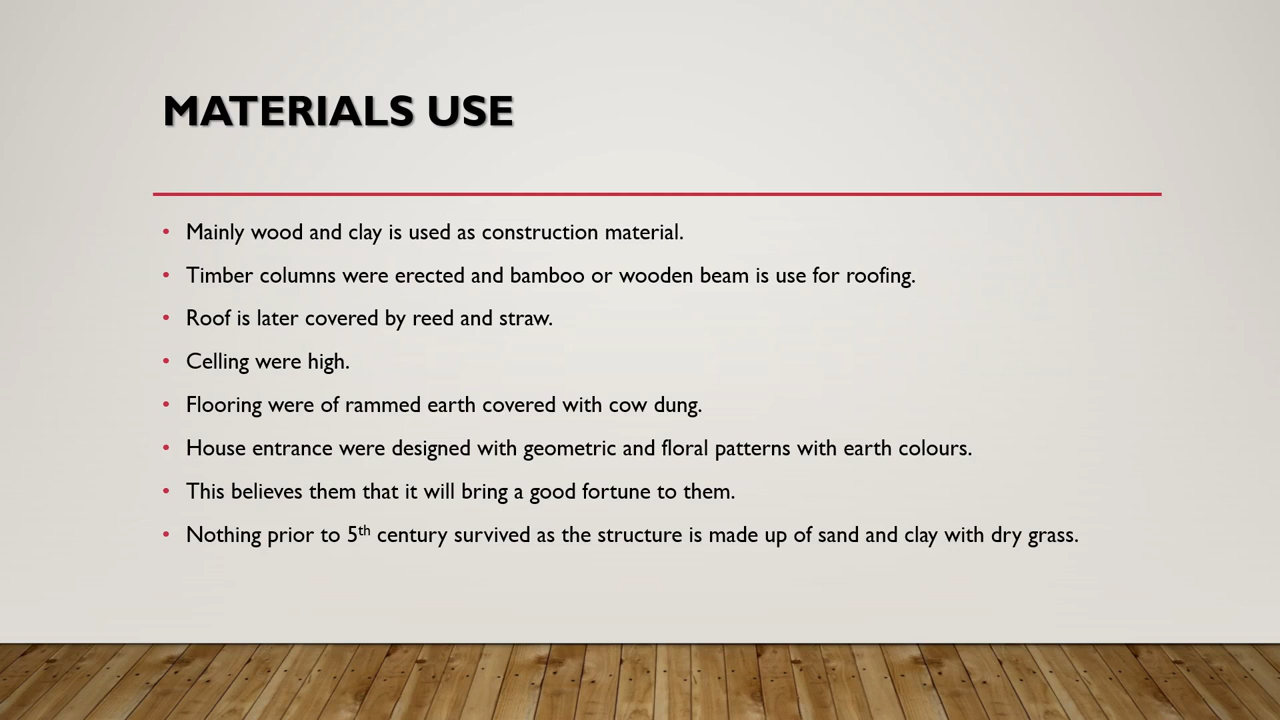 MATERIALS USE
• Mainly wood and clay is used as construction material.
• Timber columns were erected and bamboo or wooden beam is use for roofing.
• Roof is later covered by reed and straw.
• Celling were high.
• Flooring were of rammed earth covered with cow dung.
• House entrance were designed with geometric and floral patterns with earth colours.
• This believes them that it will bring a good fortune to them.
• Nothing prior to 5th century survived as the structure is made up of sand and clay with dry grass.